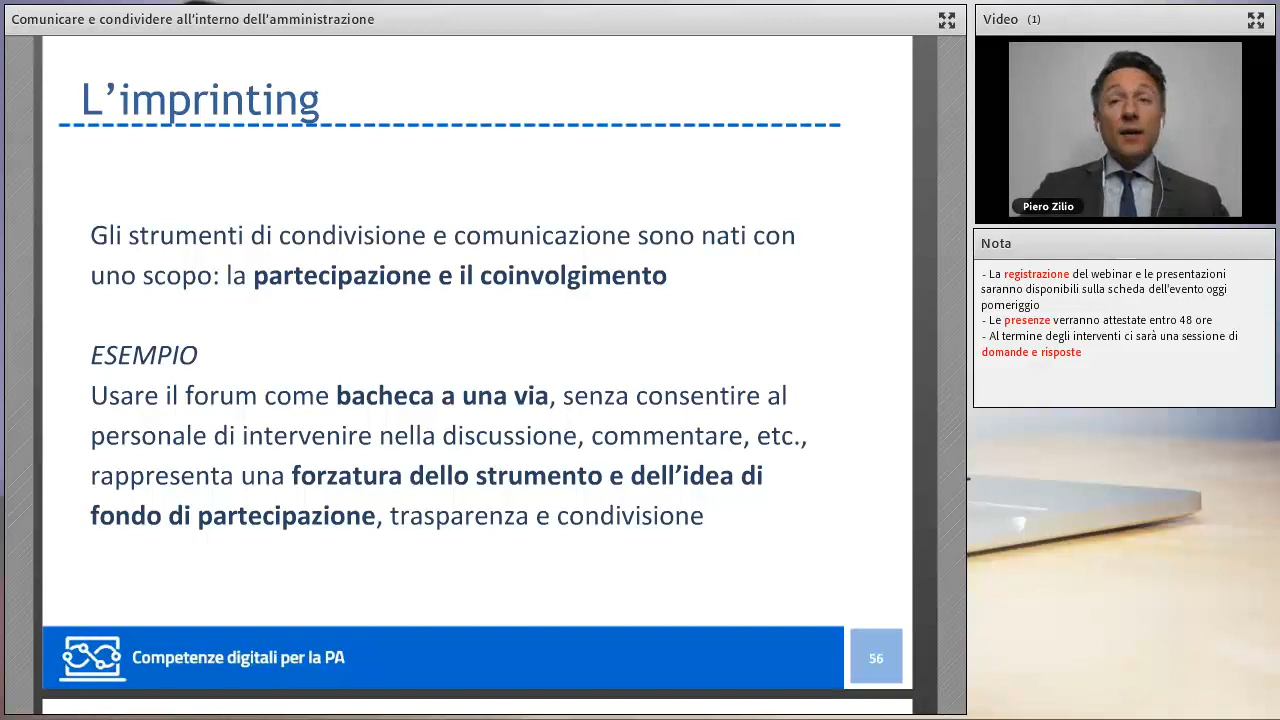 Comunicare e condividere all'interno dell'amministrazione
L'imprinting
Gli strumenti di condivisione e comunicazione sono nati con
uno scopo: la partecipazione e il coinvolgimento
ESEMPIO
Usare il forum come bacheca a una via, senza consentire al
personale di intervenire nella discussione, commentare, etc.,
rappresenta una forzatura dello strumento e dell'idea di
fondo di partecipazione, trasparenza e condivisione
Competenze digitali per la PA
56
Video (1)
Piero Zilio
Nota
- La registrazione del webinar e le presentazioni
saranno disponibili sulla scheda dell'evento oggi
pomeriggio
- Le presenze verranno attestate entro 48 ore
- Al termine degli interventi ci sarà una sessione di
domande e risposte